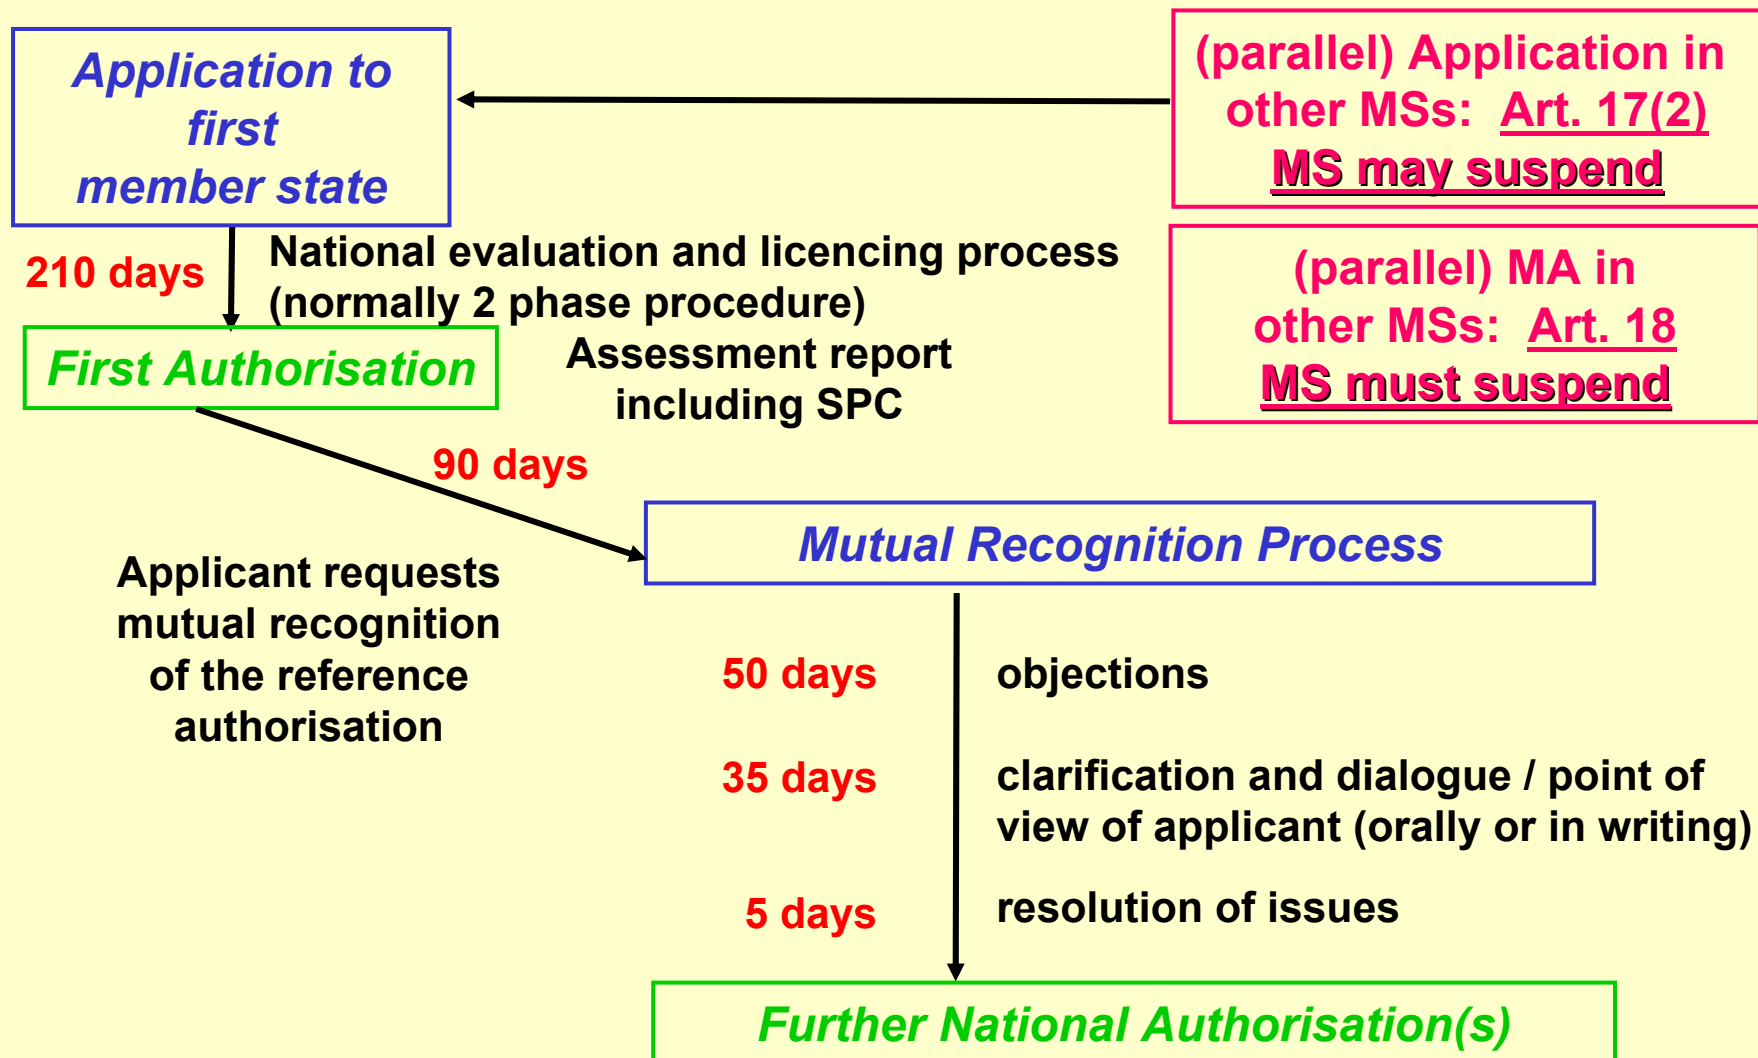 Application to
first
member state
(parallel) Application in
other MSs: Art. 17(2)
MS may suspend
210 days
National evaluation and licencing process
(normally 2 phase procedure)
(parallel) MA in
other MSs: Art. 18
MS must suspend
First Authorisation
Assessment report
including SPC
90 days
Mutual Recognition Process
Applicant requests
mutual recognition
of the reference
authorisation
50 days
objections
35 days
clarification and dialogue / point of
view of applicant (orally or in writing)
5 days
resolution of issues
Further National Authorisation(s)